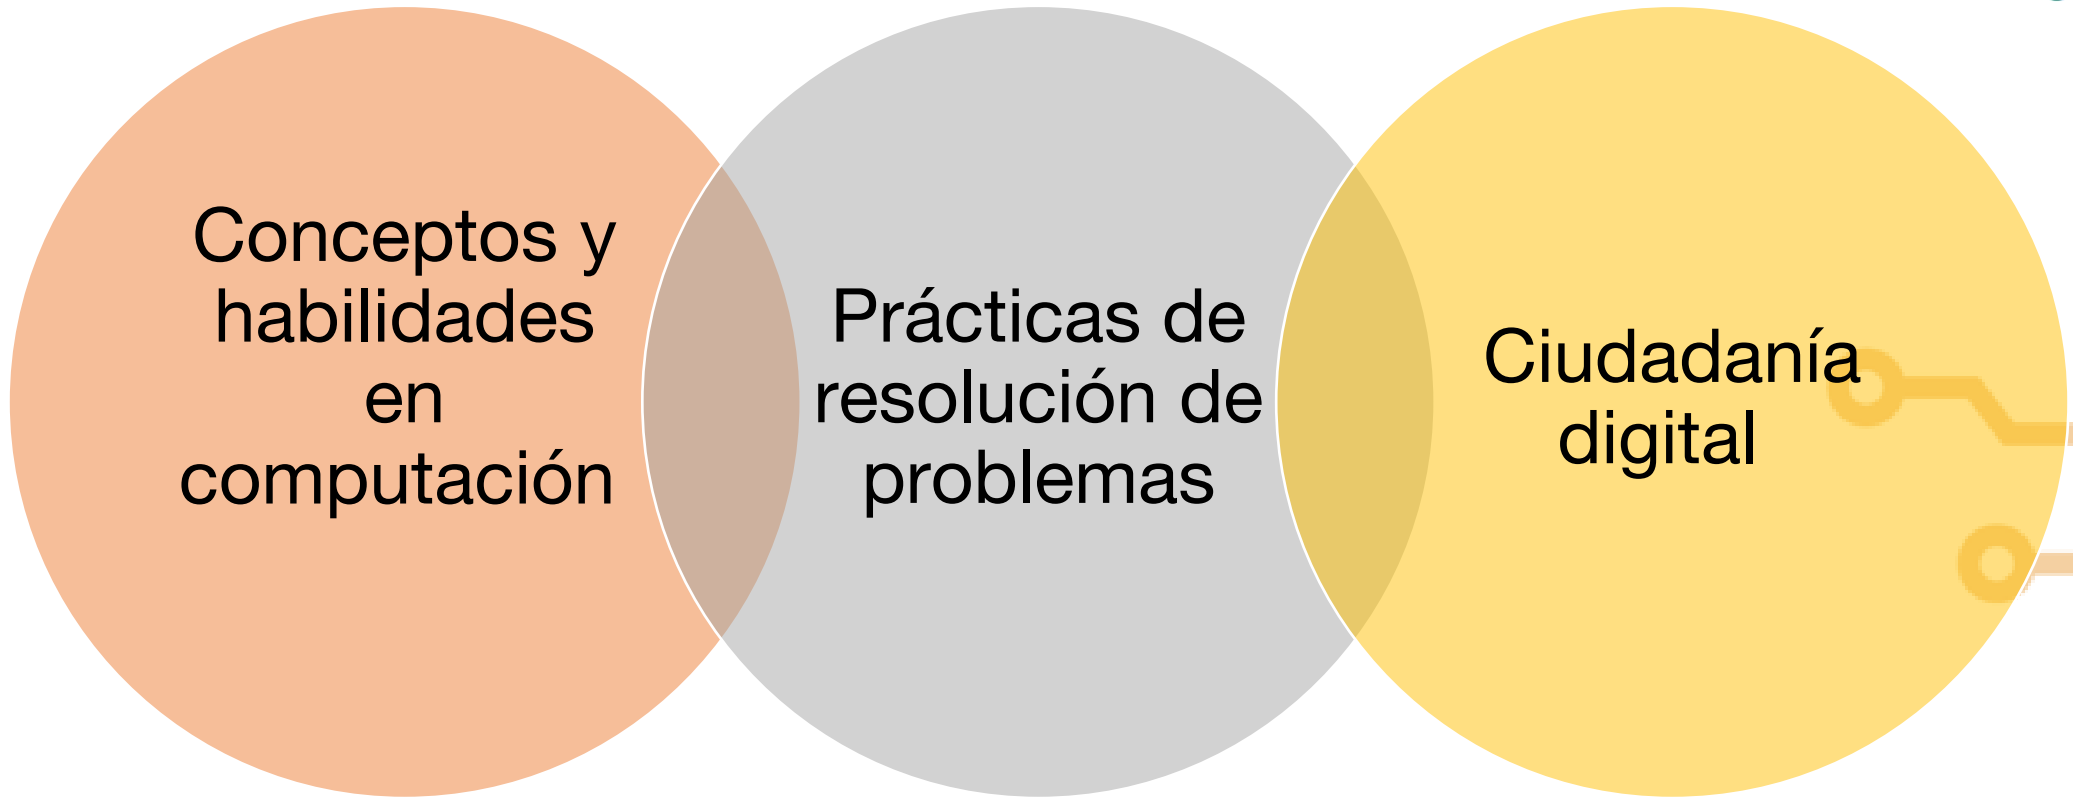 Conceptos y
habilidades
en
computación
Prácticas de
resolución de
problemas
Ciudadanía
digital